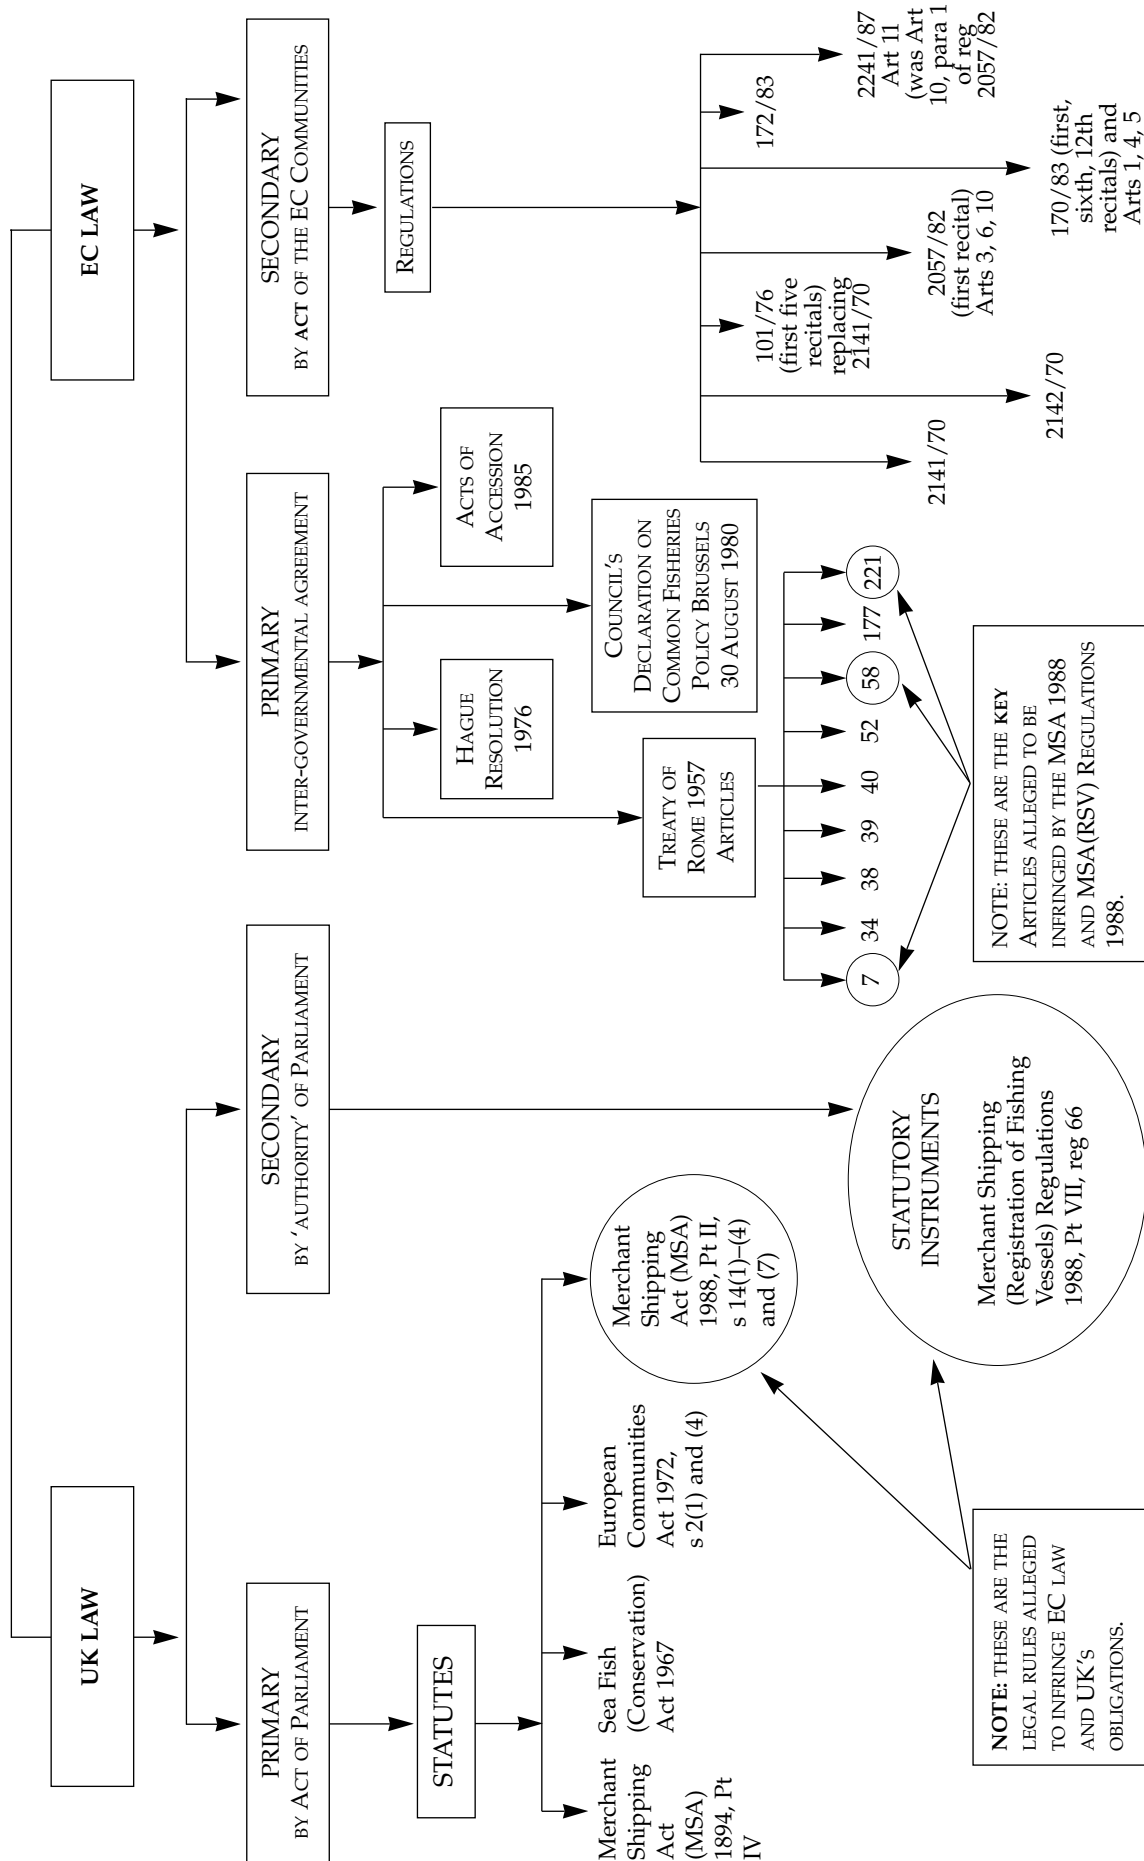 UK LAW
EC LAW
PRIMARY
BY ACT OF PARLIAMENT
SECONDARY
BY ‘AUTHORITY’ OF PARLIAMENT
PRIMARY
INTER-GOVERNMENTAL AGREEMENT
SECONDARY
BY ACT OF THE EC COMMUNITIES
STATUTES
Merchant
Shipping
Act
(MSA)
1894, Pt
IV
Sea Fish
(Conservation)
Act 1967
European
Communities
Act 1972,
s 2(1) and (4)
Merchant
Shipping
Act (MSA)
1988, Pt II,
s 14(1)–(4)
and (7)
STATUTORY
INSTRUMENTS
Merchant Shipping
(Registration of Fishing
Vessels) Regulations
1988, Pt VII, reg 66
NOTE: THESE ARE THE
LEGAL RULES ALLEGED
TO INFRINGE EC LAW
AND UK’S
OBLIGATIONS.
HAGUE
RESOLUTION
1976
ACTS OF
ACCESSION
1985
TREATY OF
ROME 1957
ARTICLES
COUNCIL’S
DECLARATION ON
COMMON FISHERIES
POLICY BRUSSELS
30 AUGUST 1980
7
34
38
39
40
52
58
177
221
NOTE: THESE ARE THE KEY
ARTICLES ALLEGED TO BE
INFRINGED BY THE MSA 1988
AND MSA(RSV) REGULATIONS
1988.
REGULATIONS
2141/70
2142/70
101/76
(first five
recitals)
replacing
2141/70
2057/82
(first recital)
Arts 3, 6, 10
170/83 (first,
sixth, 12th
recitals) and
Arts 1, 4, 5
172/83
2241/87
Art 11
(was Art
10, para 1
of reg
2057/82